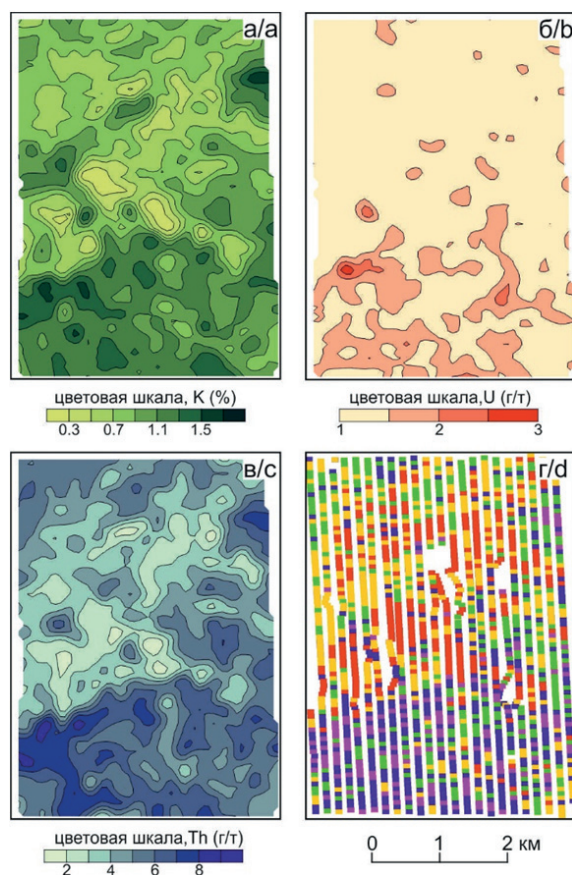 а/a
б/b
цветовая шкала, K (%)
0.3 0.7 1.1 1.5
цветовая шкала,U (г/т)
1 2 3
в/c
г/d
цветовая шкала,Th (г/т)
2 4 6 8
0 1 2 км